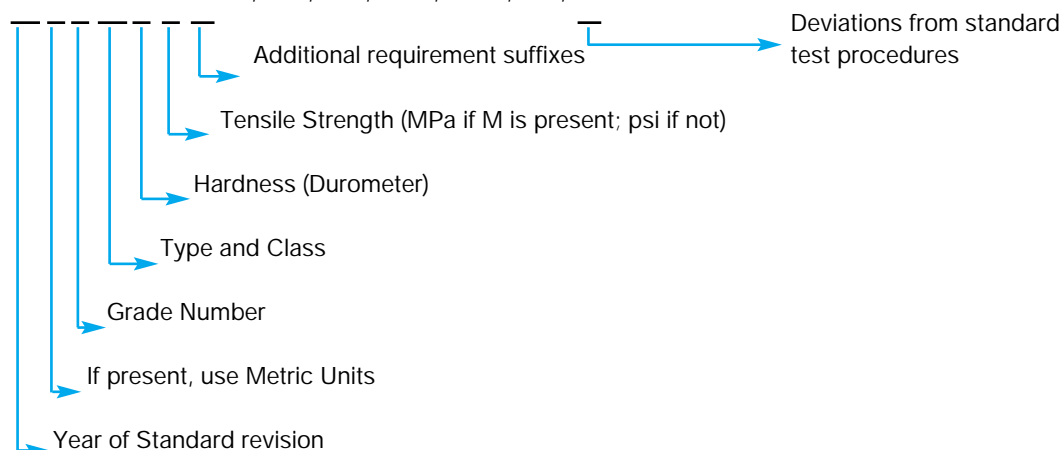 Deviations from standard
test procedures
Additional requirement suffixes
Tensile Strength (MPa if M is present; psi if not)
Hardness (Durometer)
Type and Class
Grade Number
If present, use Metric Units
Year of Standard revision